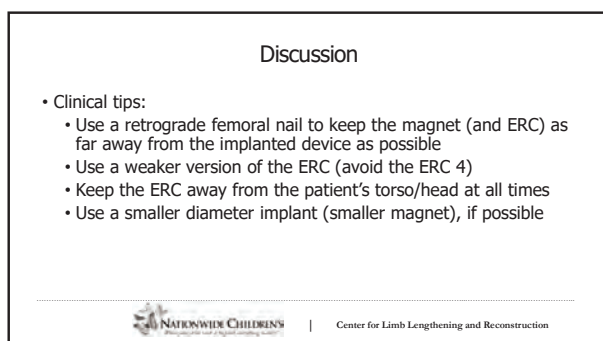 Discussion
• Clinical tips:
• Use a retrograde femoral nail to keep the magnet (and ERC) as
far away from the implanted device as possible
• Use a weaker version of the ERC (avoid the ERC 4)
• Keep the ERC away from the patient's torso/head at all times
• Use a smaller diameter implant (smaller magnet), if possible
NATIONWIDE CHILDREN'S | Center for Limb Lengthening and Reconstruction